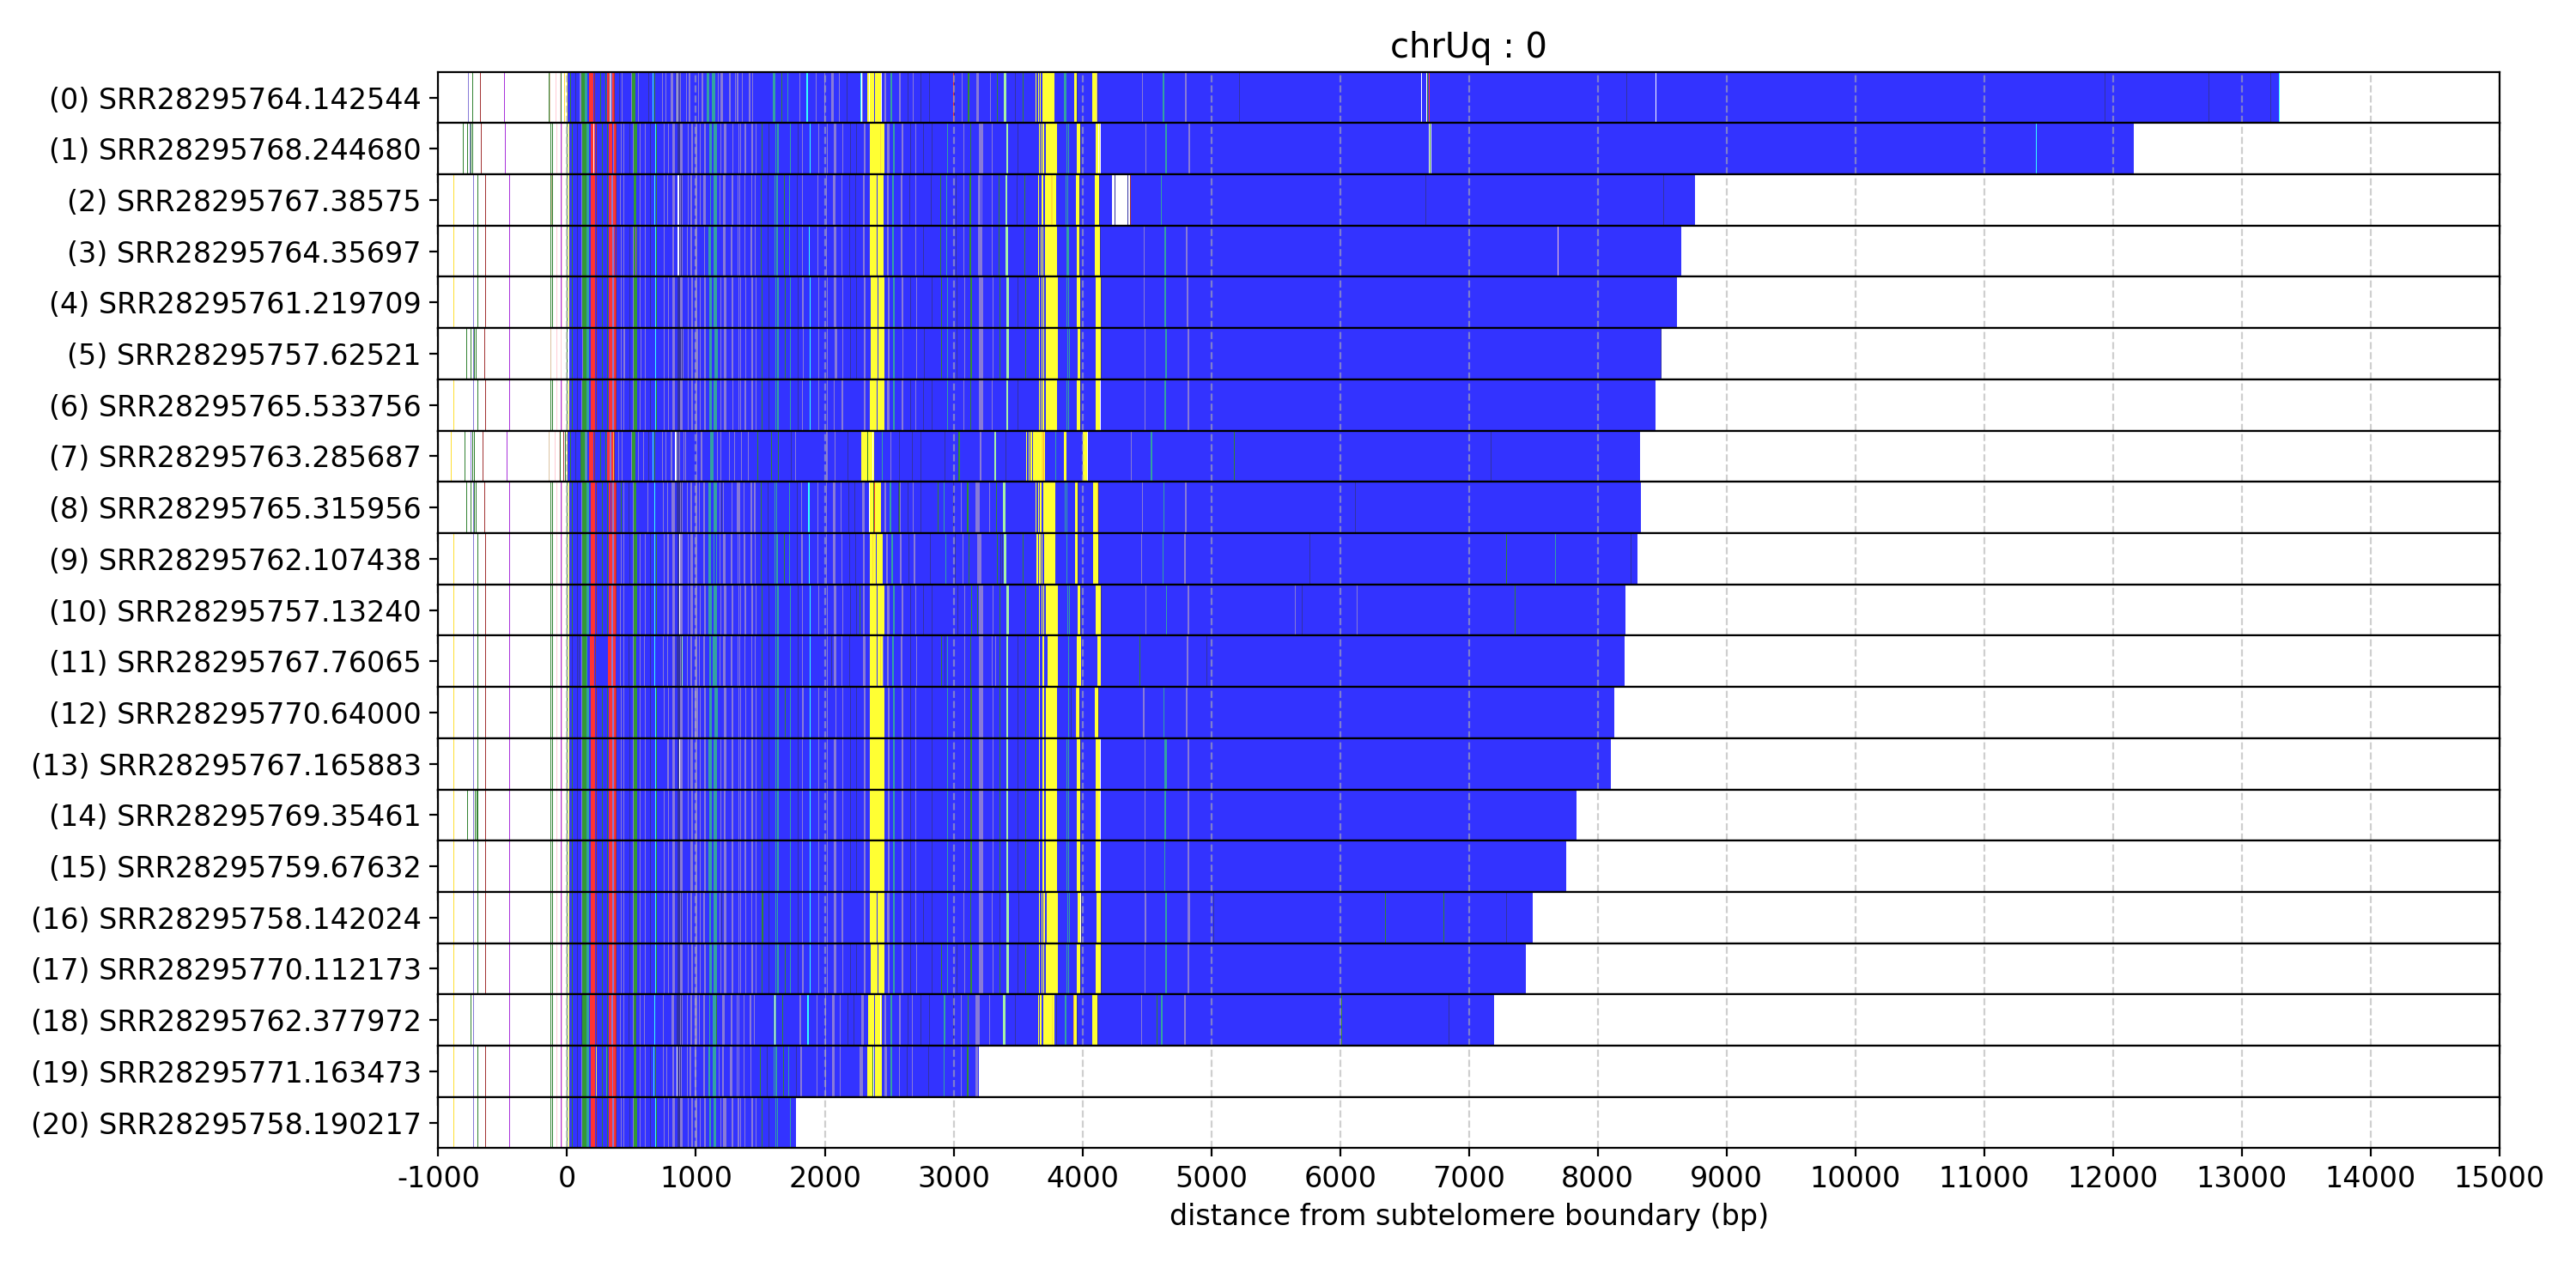 chrUq : 0
(0) SRR28295764.142544
(1) SRR28295768.244680
(2) SRR28295767.38575
(3) SRR28295764.35697
(4) SRR28295761.219709
(5) SRR28295757.62521
(6) SRR28295765.533756
(7) SRR28295763.285687
(8) SRR28295765.315956
(9) SRR28295762.107438
(10) SRR28295757.13240
(11) SRR28295767.76065
(12) SRR28295770.64000
(13) SRR28295767.165883
(14) SRR28295769.35461
(15) SRR28295759.67632
(16) SRR28295758.142024
(17) SRR28295770.112173
(18) SRR28295762.377972
(19) SRR28295771.163473
(20) SRR28295758.190217
-1000 0 1000 2000 3000 4000 5000 6000 7000 8000 9000 10000 11000 12000 13000 14000 15000
distance from subtelomere boundary (bp)